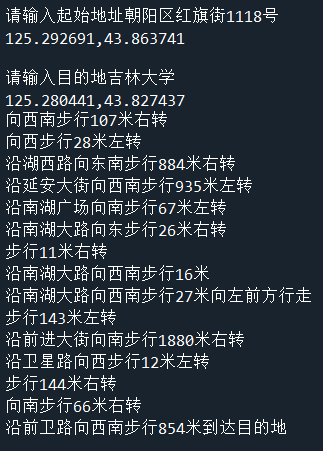 请输入起始地址朝阳区红旗街1118号
125.292691,43.863741
请输入目的地吉林大学
125.280441,43.827437
向西南步行107米右转
向西步行28米左转
沿湖西路向东南步行884米右转
沿延安大街向西南步行935米左转
沿南湖广场向南步行67米左转
沿南湖大路向东步行26米右转
步行11米右转
沿南湖大路向西南步行16米
沿南湖大路向西南步行27米向左前方行走
步行143米左转
沿前进大街向南步行1880米右转
沿卫星路向西步行12米左转
步行144米右转
向南步行66米右转
沿前卫路向西南步行854米到达目的地